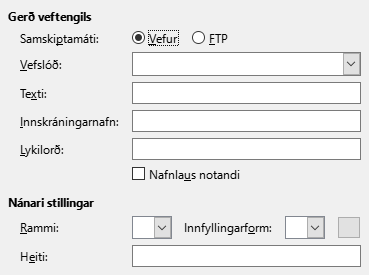 Gerð veftengils
Samskiptamáti: Vefur FTP
Vefslóð:
Texti:
Innskráningarnafn:
Lykilorð:
Nafnlaus notandi
Nánari stillingar
Rammi: Innfyllingarform:
Heiti: